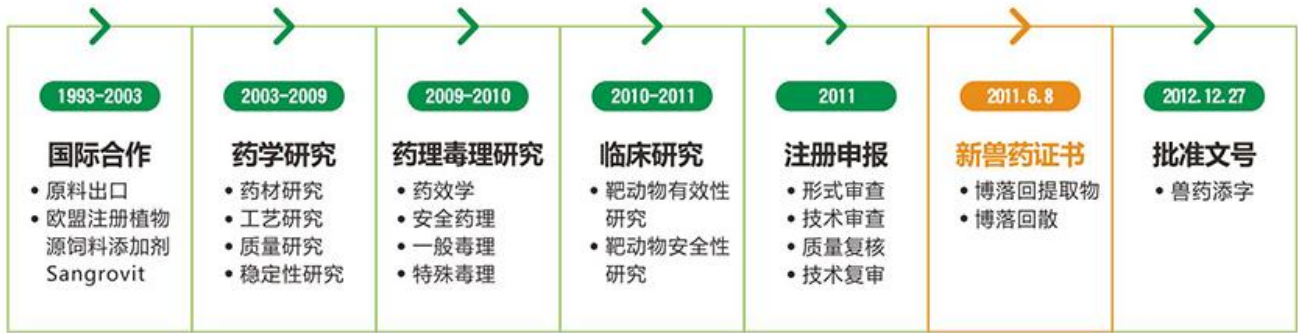 1993-2003
国际合作
• 原料出口
• 欧盟注册植物
源饲料添加剂
Sangrovit
2003-2009
药学研究
• 药材研究
• 工艺研究
• 质量研究
• 稳定性研究
2009-2010
药理毒理研究
• 药效学
• 安全药理
• 一般毒理
• 特殊毒理
2010-2011
临床研究
• 靶动物有效性
研究
• 靶动物安全性
研究
2011
注册申报
• 形式审查
• 技术审查
• 质量复核
• 技术复审
2011.6.8
新兽药证书
• 博落回提取物
• 博落回散
2012.12.27
批准文号
• 兽药添字